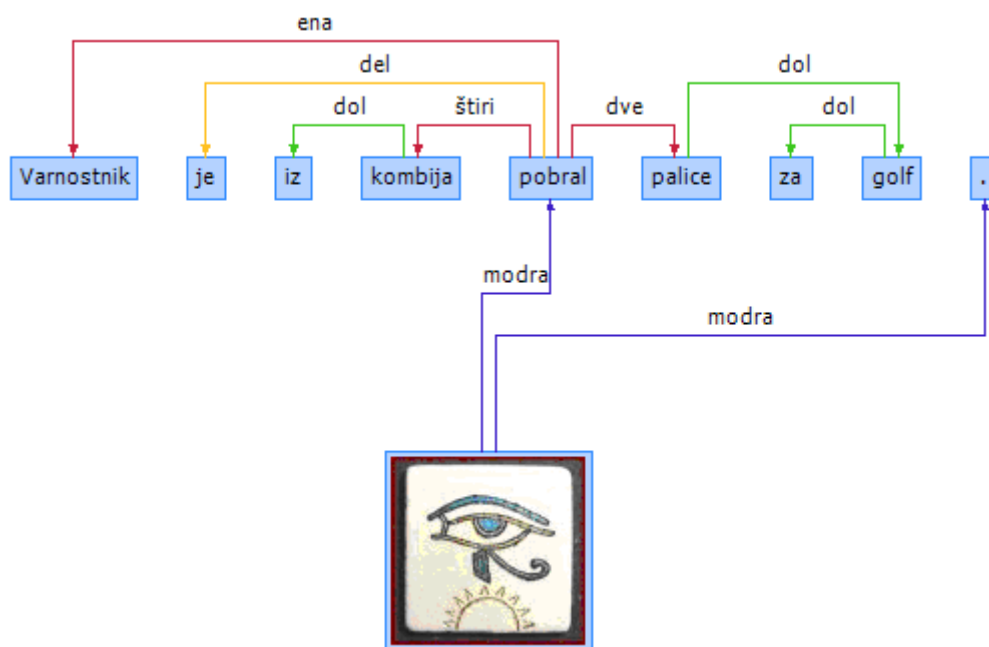 ena
del dol
dol štiri dve dol
Varnostnik je iz kombija pobral palice za golf .
modra
modra